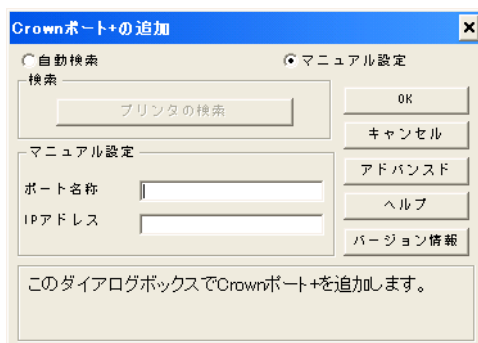 Crownポート+の追加
自動検索
マニュアル設定
検索
プリンタの検索
OK
キャンセル
マニュアル設定
アドバンスド
ポート名称
ヘルプ
IPアドレス
バージョン情報
このダイアログボックスでCrownポート+を追加します。